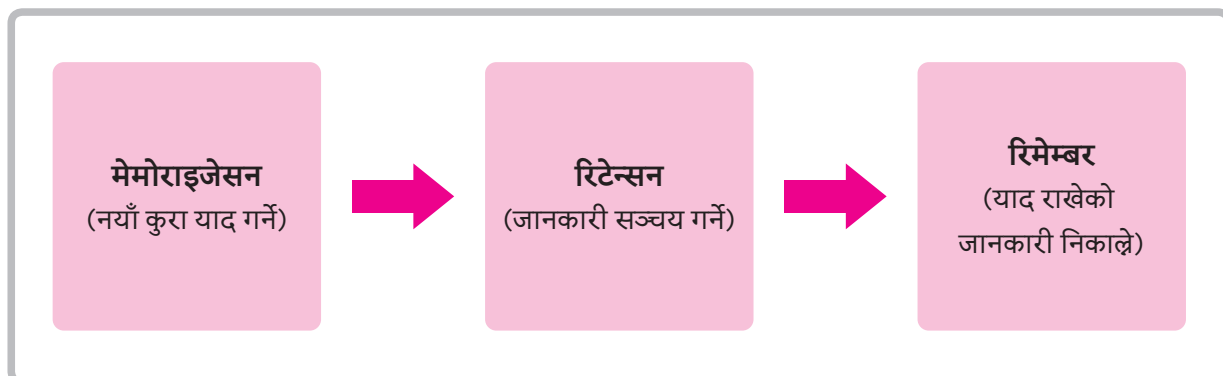 मेमोराइजेसन
(नयाँ कुरा याद गर्ने)
रिटेन्सन
(जानकारी सञ्चय गर्ने)
रिमेम्बर
(याद राखेको
जानकारी निकाल्ने)